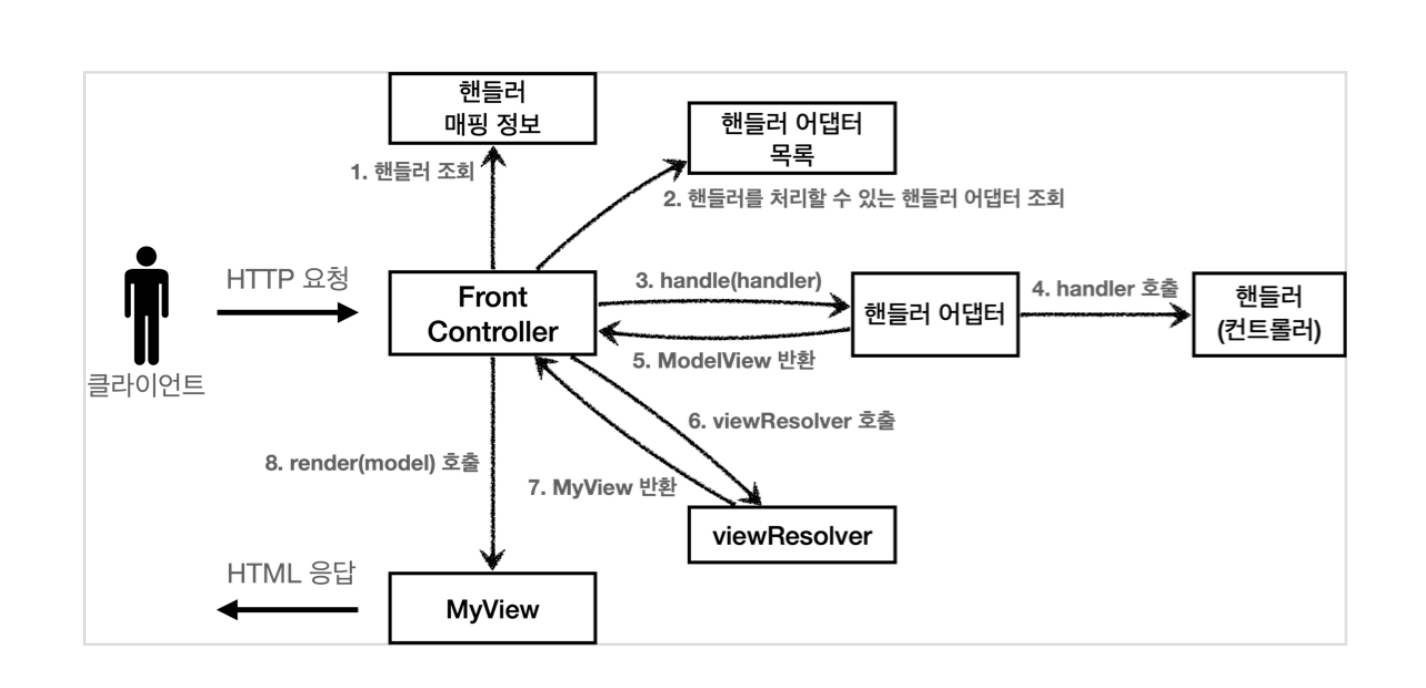 핸들러
매핑 정보
핸들러 어댑터
목록
1. 핸들러 조회
2. 핸들러를 처리할 수 있는 핸들러 어댑터 조회
HTTP 요청
Front
Controller
3. handle(handler)
핸들러 어댑터
4. handler 호출
핸들러
(컨트롤러)
클라이언트
5. ModelView 반환
6. viewResolver 호출
8. render(model) 호출
7. MyView 반환
viewResolver
HTML 응답
MyView